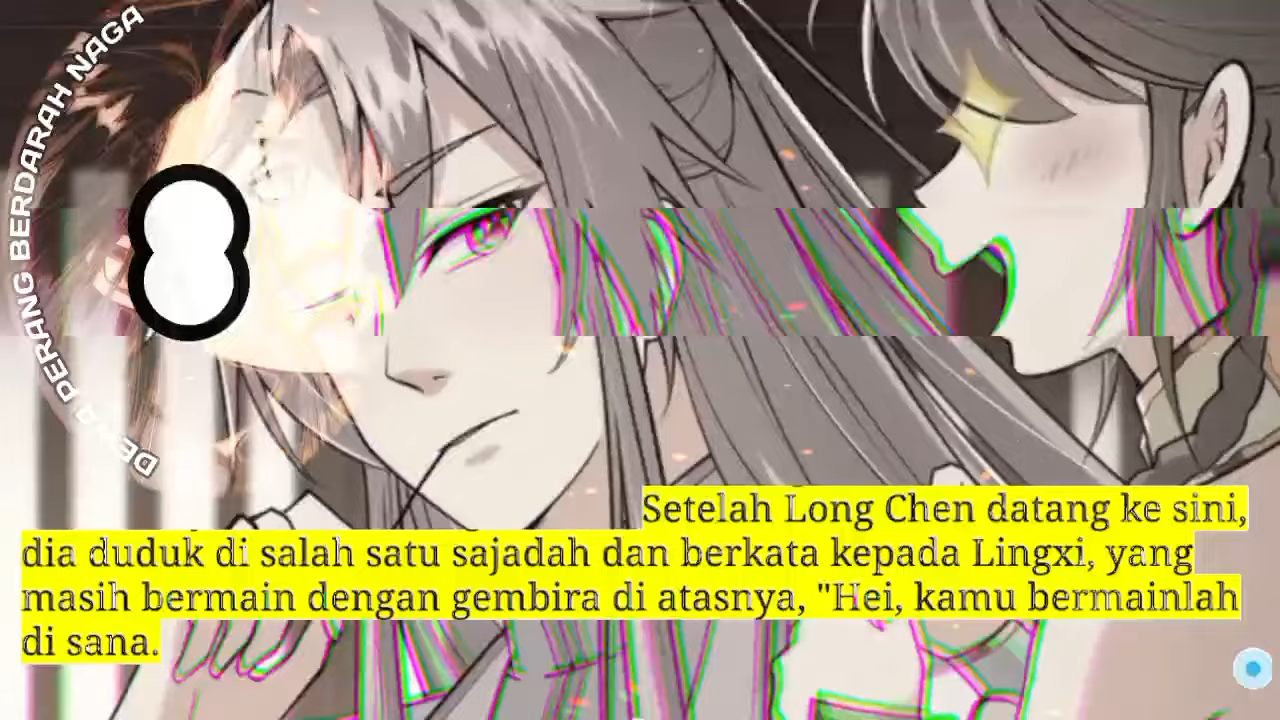 DEWA PERANG BERDARAH NAGA
8
Setelah Long Chen datang ke sini,
dia duduk di salah satu sajadah dan berkata kepada Lingxi, yang
masih bermain dengan gembira di atasnya, "Hei, kamu bermainlah
di sana.